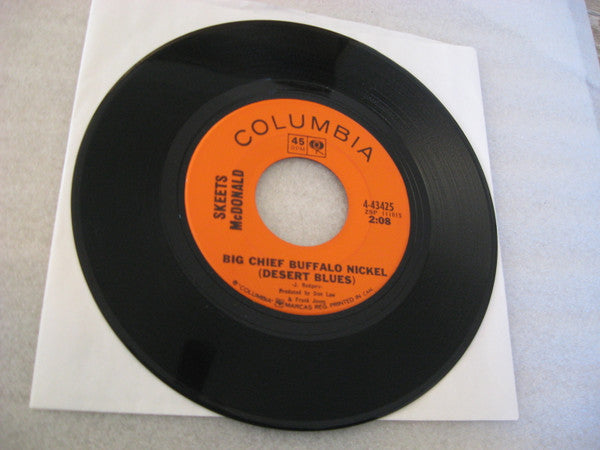 COLUMBIA
45
RPM
SKEETS
McDONALD
4-43425
ZSP 111015
2:08
BIG CHIEF BUFFALO NICKEL
(DESERT BLUES)
-J. Rodgers-
Produced by Don Law
& Frank Jones
® "COLUMBIA" MARCAS REG. PRINTED IN CAN.